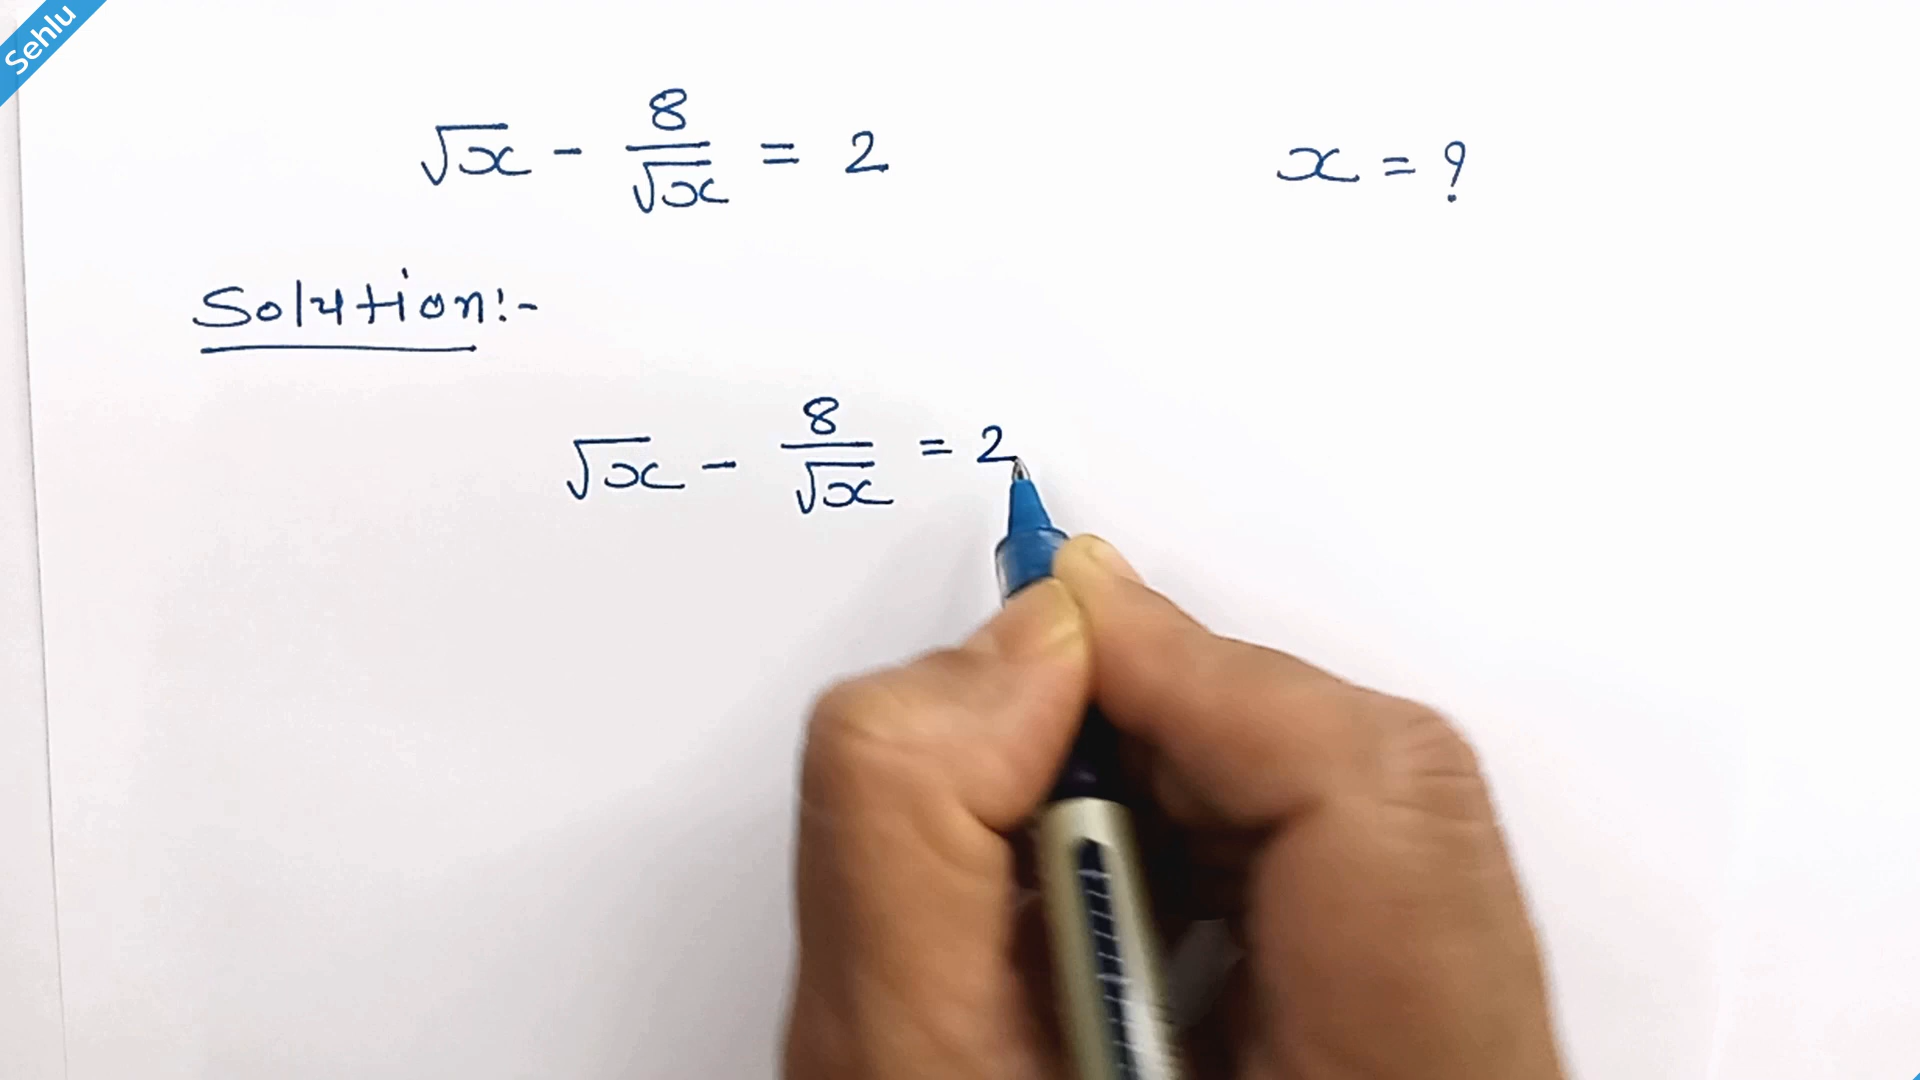 Sehlu
√x - 8/√x = 2
x = ?
Solution:-
√x - 8/√x = 2